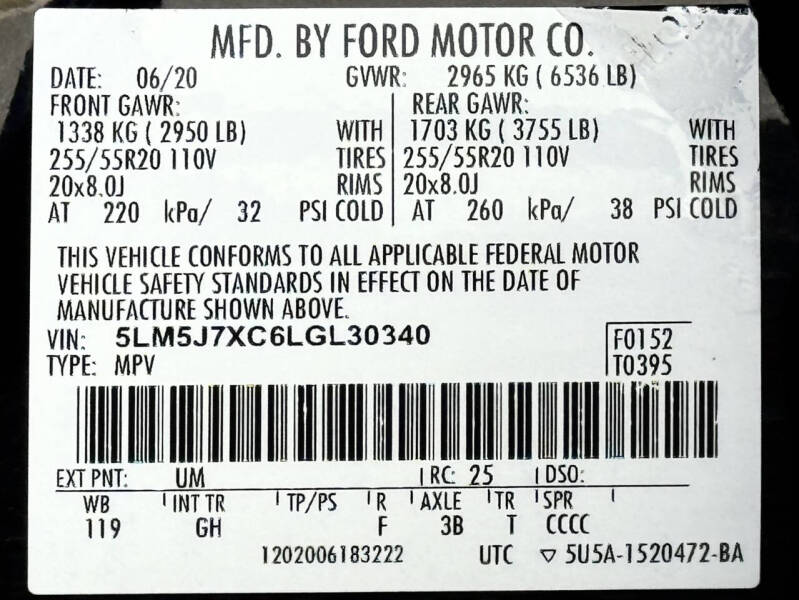 MFD. BY FORD MOTOR CO.
DATE: 06/20 GVWR: 2965 KG ( 6536 LB)
FRONT GAWR: REAR GAWR:
1338 KG ( 2950 LB) WITH 1703 KG ( 3755 LB) WITH
255/55R20 110V TIRES 255/55R20 110V TIRES
20x8.0J RIMS 20x8.0J RIMS
AT 220 kPa/ 32 PSI COLD AT 260 kPa/ 38 PSI COLD
THIS VEHICLE CONFORMS TO ALL APPLICABLE FEDERAL MOTOR
VEHICLE SAFETY STANDARDS IN EFFECT ON THE DATE OF
MANUFACTURE SHOWN ABOVE.
VIN: 5LM5J7XC6LGL30340 F0152
TYPE: MPV T0395
EXT PNT: UM RC: 25 DSO:
WB INT TR TP/PS R AXLE TR SPR
119 GH F 3B T CCCC
1202006183222 UTC ▽ 5U5A-1520472-BA